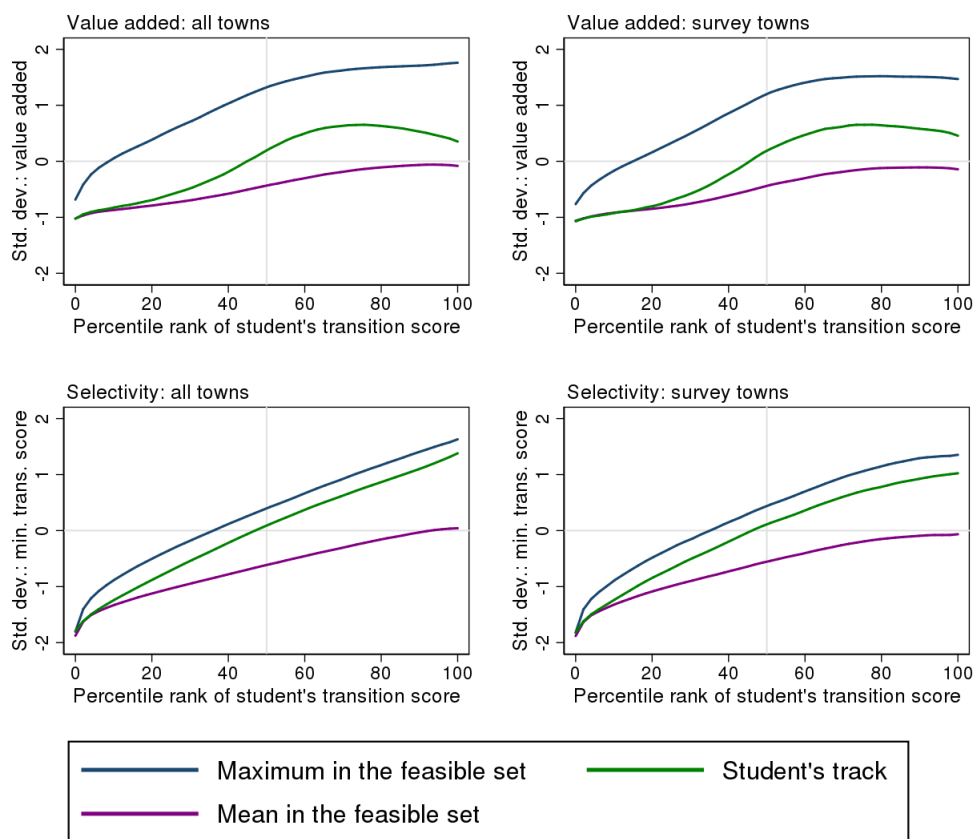 Value added: all towns
Std. dev.: value added
2
1
0
-1
-2
0 20 40 60 80 100
Percentile rank of student's transition score
Value added: survey towns
Std. dev.: value added
2
1
0
-1
-2
0 20 40 60 80 100
Percentile rank of student's transition score
Selectivity: all towns
Std. dev.: min. trans. score
2
1
0
-1
-2
0 20 40 60 80 100
Percentile rank of student's transition score
Selectivity: survey towns
Std. dev.: min. trans. score
2
1
0
-1
-2
0 20 40 60 80 100
Percentile rank of student's transition score
Maximum in the feasible set
Student's track
Mean in the feasible set